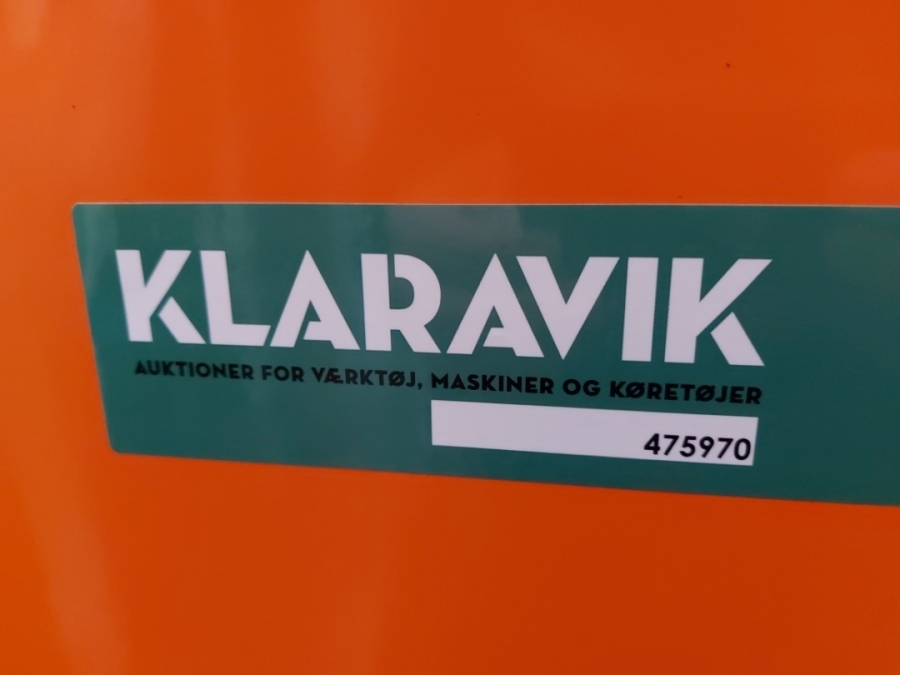 KLARAVIK
AUKTIONER FOR VÆRKTØJ, MASKINER OG KØRETØJER
475970